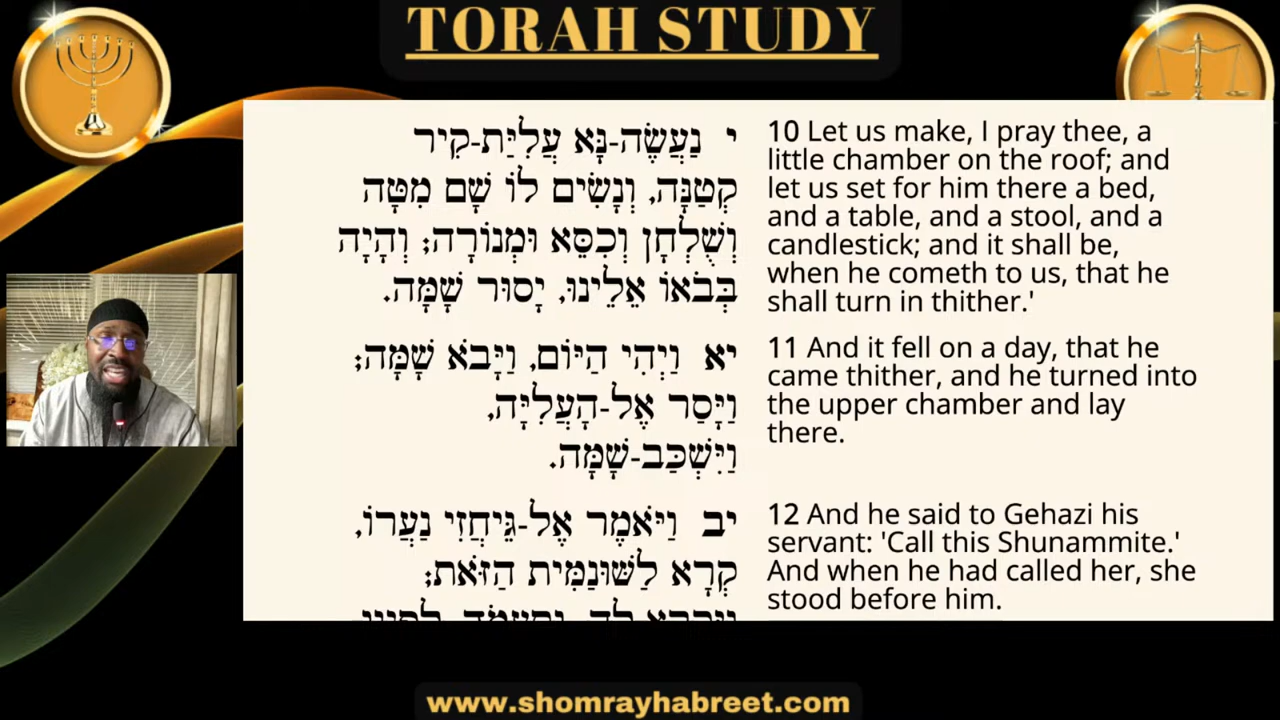 TORAH STUDY
י נַעֲשֶׂה-נָּא עֲלִיַּת-קִיר
קְטַנָּה, וְנָשִׂים לוֹ שָׁם מִטָּה
וְשֻׁלְחָן וְכִסֵּא וּמְנוֹרָה; וְהָיָה
בְּבֹאוֹ אֵלֵינוּ, יָסוּר שָׁמָּה.
10 Let us make, I pray thee, a
little chamber on the roof; and
let us set for him there a bed,
and a table, and a stool, and a
candlestick; and it shall be,
when he cometh to us, that he
shall turn in thither.'
יא וַיְהִי הַיּוֹם, וַיָּבֹא שָׁמָּה;
וַיָּסַר אֶל-הָעֲלִיָּה,
וַיִּשְׁכַּב-שָׁמָּה.
11 And it fell on a day, that he
came thither, and he turned into
the upper chamber and lay
there.
יב וַיֹּאמֶר אֶל-גֵּיחֲזִי נַעֲרוֹ,
קְרָא לַשּׁוּנַמִּית הַזֹּאת;
12 And he said to Gehazi his
servant: 'Call this Shunammite.'
And when he had called her, she
stood before him.
www.shomrayhabreet.com